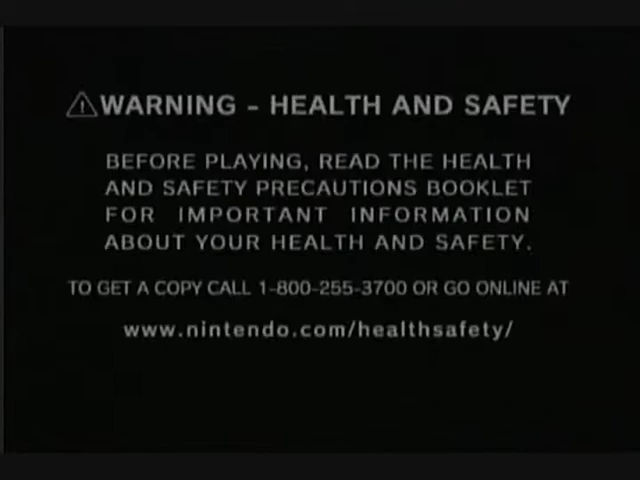 ⚠WARNING - HEALTH AND SAFETY
BEFORE PLAYING, READ THE HEALTH
AND SAFETY PRECAUTIONS BOOKLET
FOR IMPORTANT INFORMATION
ABOUT YOUR HEALTH AND SAFETY.
TO GET A COPY CALL 1-800-255-3700 OR GO ONLINE AT
www.nintendo.com/healthsafety/